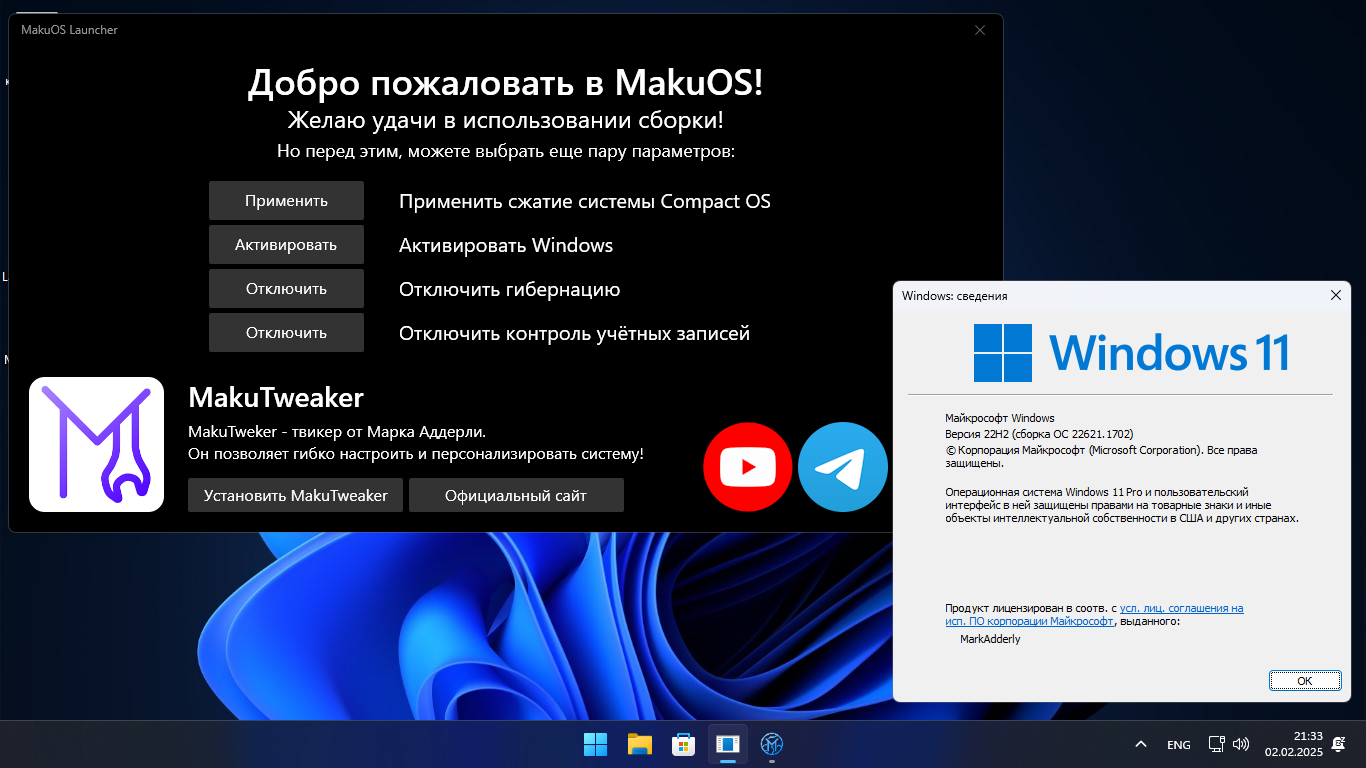 MakuOS Launcher
Добро пожаловать в MakuOS!
Желаю удачи в использовании сборки!
Но перед этим, можете выбрать еще пару параметров:
Применить
Применить сжатие системы Compact OS
Активировать
Активировать Windows
Отключить
Отключить гибернацию
Отключить
Отключить контроль учётных записей
MakuTweaker
MakuTweker - твикер от Марка Аддерли.
Он позволяет гибко настроить и персонализировать систему!
Установить MakuTweaker
Официальный сайт
Windows: сведения
Windows 11
Майкрософт Windows
Версия 22H2 (сборка ОС 22621.1702)
© Корпорация Майкрософт (Microsoft Corporation). Все права
защищены.
Операционная система Windows 11 Pro и пользовательский
интерфейс в ней защищены правами на товарные знаки и иные
объекты интеллектуальной собственности в США и других странах.
Продукт лицензирован в соотв. с усл. лиц. соглашения на
исп. ПО корпорации Майкрософт, выданного:
MarkAdderly
ОК
ENG
21:33
02.02.2025